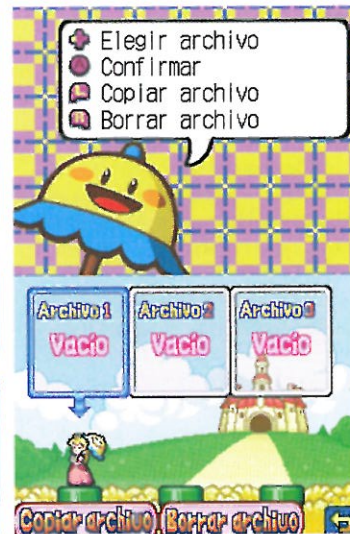 Elegir archivo
Confirmar
L Copiar archivo
R Borrar archivo
Archivo 1
Vacío
Archivo 2
Vacío
Archivo 3
Vacío
Copiar archivo
Borrar archivo